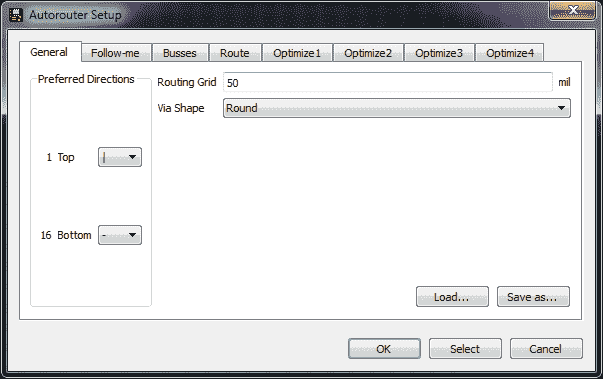 Autorouter Setup
General Follow-me Busses Route Optimize1 Optimize2 Optimize3 Optimize4
Preferred Directions
Routing Grid 50 mil
Via Shape Round
1 Top |
16 Bottom -
Load... Save as...
OK Select Cancel